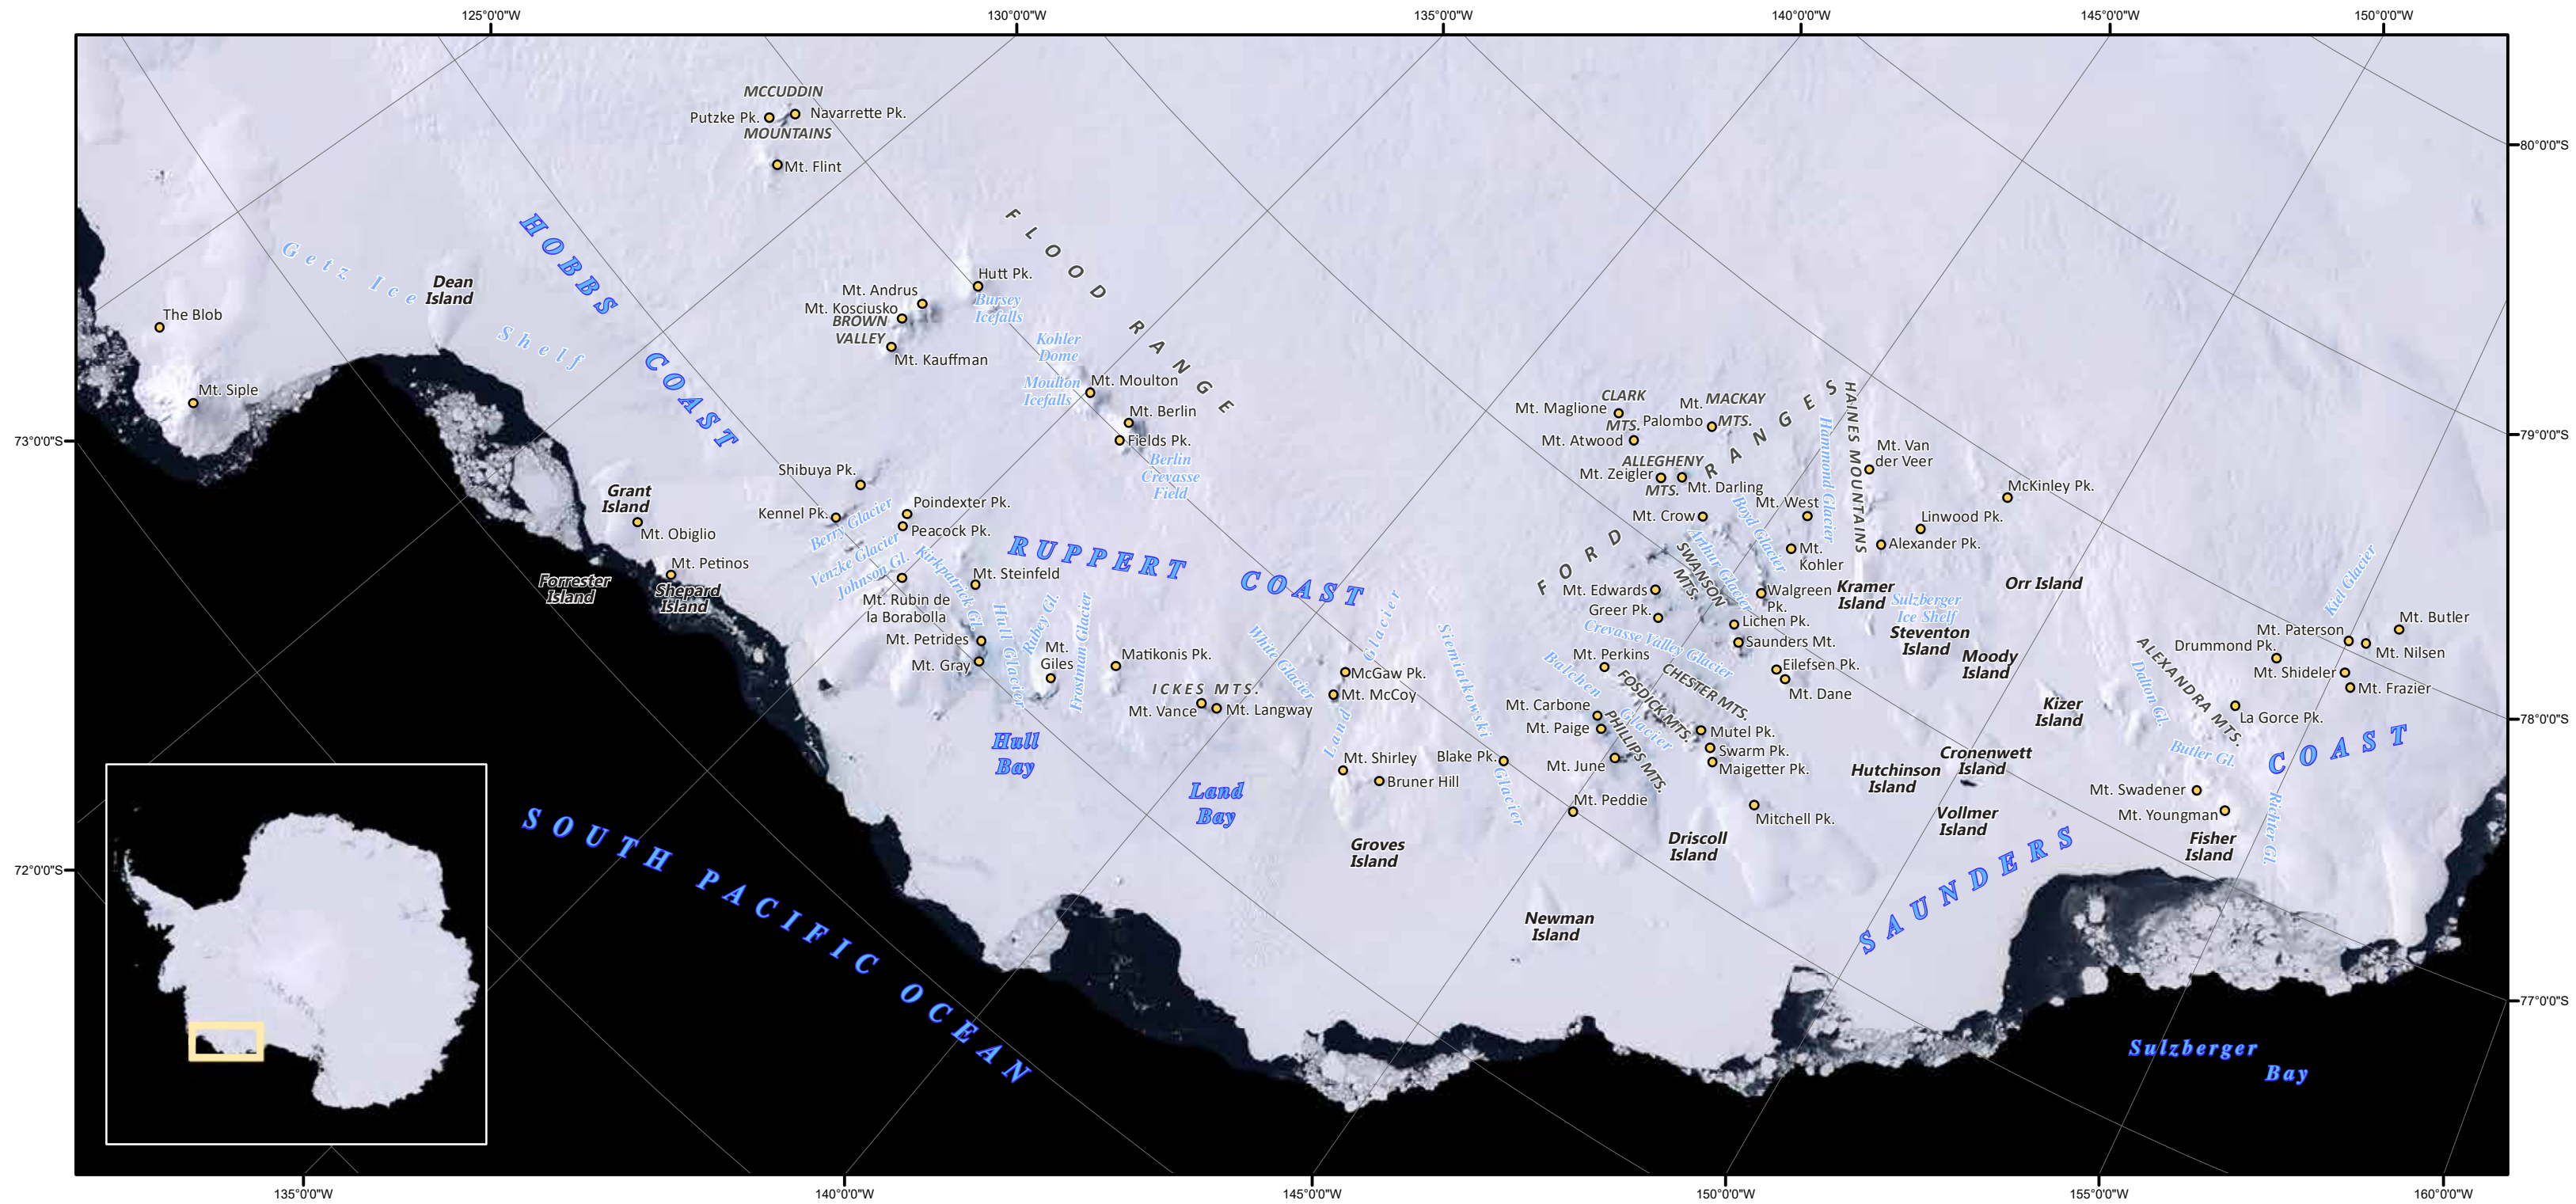 125°0'0"W
130°0'0"W
135°0'0"W
140°0'0"W
145°0'0"W
150°0'0"W
80°0'0"S
79°0'0"S
78°0'0"S
77°0'0"S
73°0'0"S
72°0'0"S
135°0'0"W
140°0'0"W
145°0'0"W
150°0'0"W
155°0'0"W
160°0'0"W
MCCUDDIN
MOUNTAINS
Putzke Pk.
Navarrette Pk.
Mt. Flint
HOBBS COAST
Getz Ice Shelf
Dean
Island
The Blob
Mt. Siple
FLOOD RANGE
Hutt Pk.
Bursey
Icefalls
Mt. Andrus
Mt. Kosciusko
BROWN
VALLEY
Mt. Kauffman
Kohler
Dome
Moulton
Icefalls
Mt. Moulton
Mt. Berlin
Fields Pk.
Berlin
Crevasse
Field
Shibuya Pk.
Kennel Pk.
Poindexter Pk.
Peacock Pk.
Berry Glacier
Venzke Glacier
Johnson Gl.
Kirkpatrick Gl.
Grant
Island
Mt. Obiglio
Mt. Petinos
Forrester
Island
Shepard
Island
RUPPERT COAST
Mt. Steinfeld
Mt. Rubin de
la Borabolla
Mt. Petrides
Mt. Gray
Hull Glacier
Rubey Gl.
Mt.
Giles
Frostman Glacier
Matikonis Pk.
ICKES MTS.
Mt. Vance
Mt. Langway
White Glacier
Land Glacier
McGaw Pk.
Mt. McCoy
Mt. Shirley
Bruner Hill
Siemiatkowski Glacier
Blake Pk.
Hull
Bay
Land
Bay
Groves
Island
SOUTH PACIFIC OCEAN
FORD RANGES
CLARK
MTS.
Mt. Maglione
Mt. Atwood
Mt.
Palombo
MACKAY
MTS.
ALLEGHENY
MTS.
Mt. Zeigler
Mt. Darling
Mt. Crow
Boyd Glacier
Arthur Glacier
Hammond Glacier
HAINES MOUNTAINS
Mt. West
Mt.
Kohler
Mt. Van
der Veer
McKinley Pk.
Linwood Pk.
Alexander Pk.
SWANSON
MTS.
Mt. Edwards
Greer Pk.
Walgreen
Pk.
Lichen Pk.
Saunders Mt.
Crevasse Valley Glacier
Eilefsen Pk.
Mt. Dane
Mt. Perkins
Balchen Glacier
CHESTER MTS.
FOSDICK MTS.
PHILLIPS MTS.
Mt. Carbone
Mt. Paige
Mt. June
Mt. Peddie
Mutel Pk.
Swarm Pk.
Maigetter Pk.
Mitchell Pk.
Driscoll
Island
Newman
Island
Kramer
Island
Orr Island
Sulzberger
Ice Shelf
Steventon
Island
Moody
Island
Kizer
Island
Cronenwett
Island
Hutchinson
Island
Vollmer
Island
SAUNDERS COAST
ALEXANDRA MTS.
Dalton Gl.
Butler Gl.
Kiel Glacier
Richter Gl.
Mt. Butler
Mt. Paterson
Mt. Nilsen
Drummond Pk.
Mt. Shideler
Mt. Frazier
La Gorce Pk.
Mt. Swadener
Mt. Youngman
Fisher
Island
Sulzberger
Bay